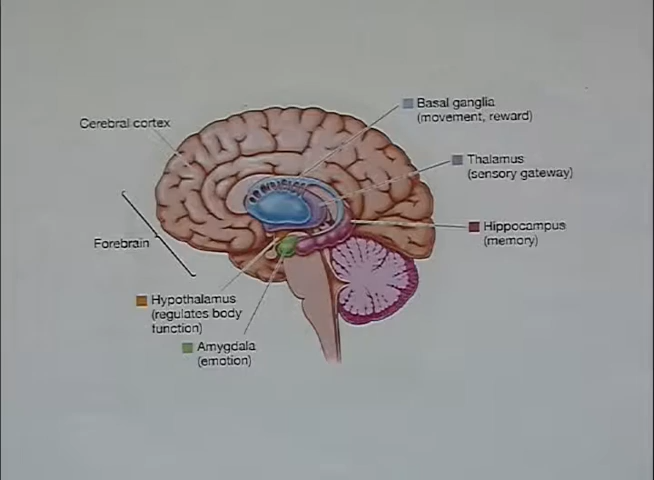 Cerebral cortex
Basal ganglia
(movement, reward)
Thalamus
(sensory gateway)
Hippocampus
(memory)
Forebrain
Hypothalamus
(regulates body
function)
Amygdala
(emotion)